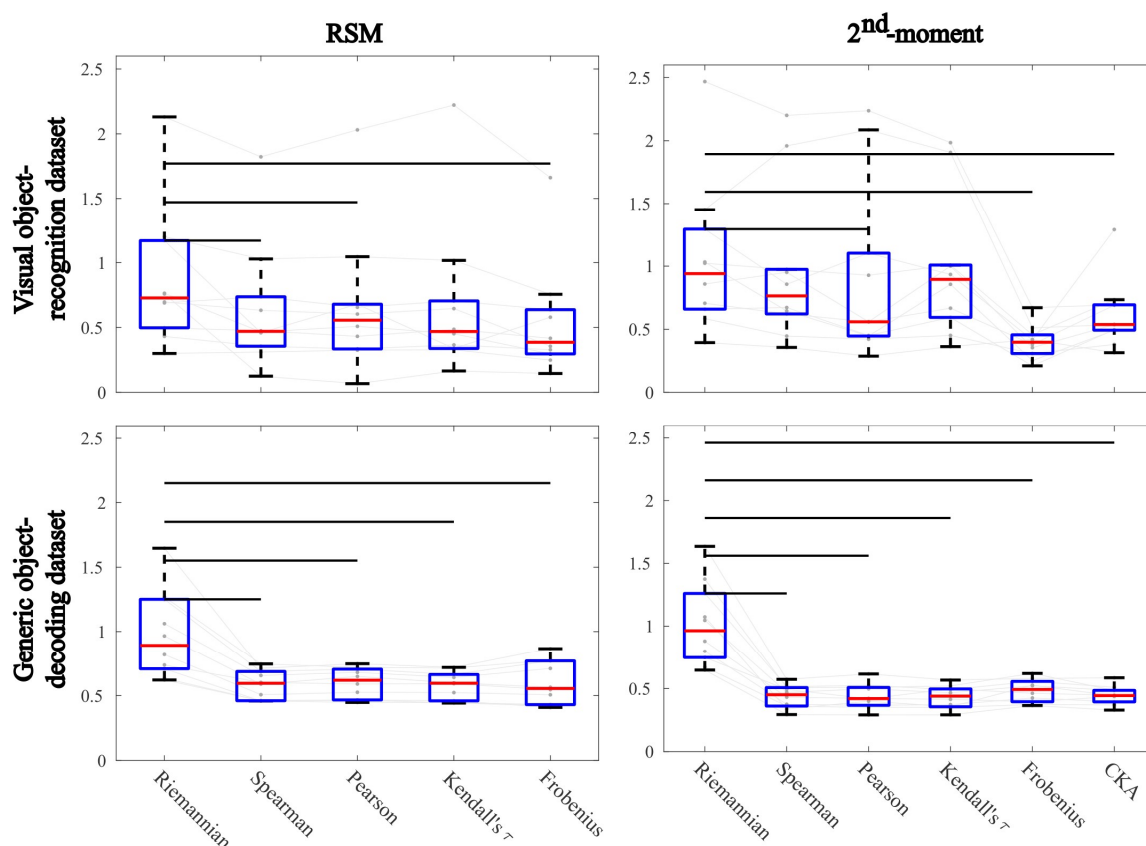 RSM
2nd-moment
Visual object-
recognition dataset
2.5
2
1.5
1
0.5
0
2.5
2
1.5
1
0.5
0
Generic object-
decoding dataset
2.5
2
1.5
1
0.5
0
2.5
2
1.5
1
0.5
0
Riemannian
Spearman
Pearson
Kendall's τ
Frobenius
Riemannian
Spearman
Pearson
Kendall's τ
Frobenius
CKA